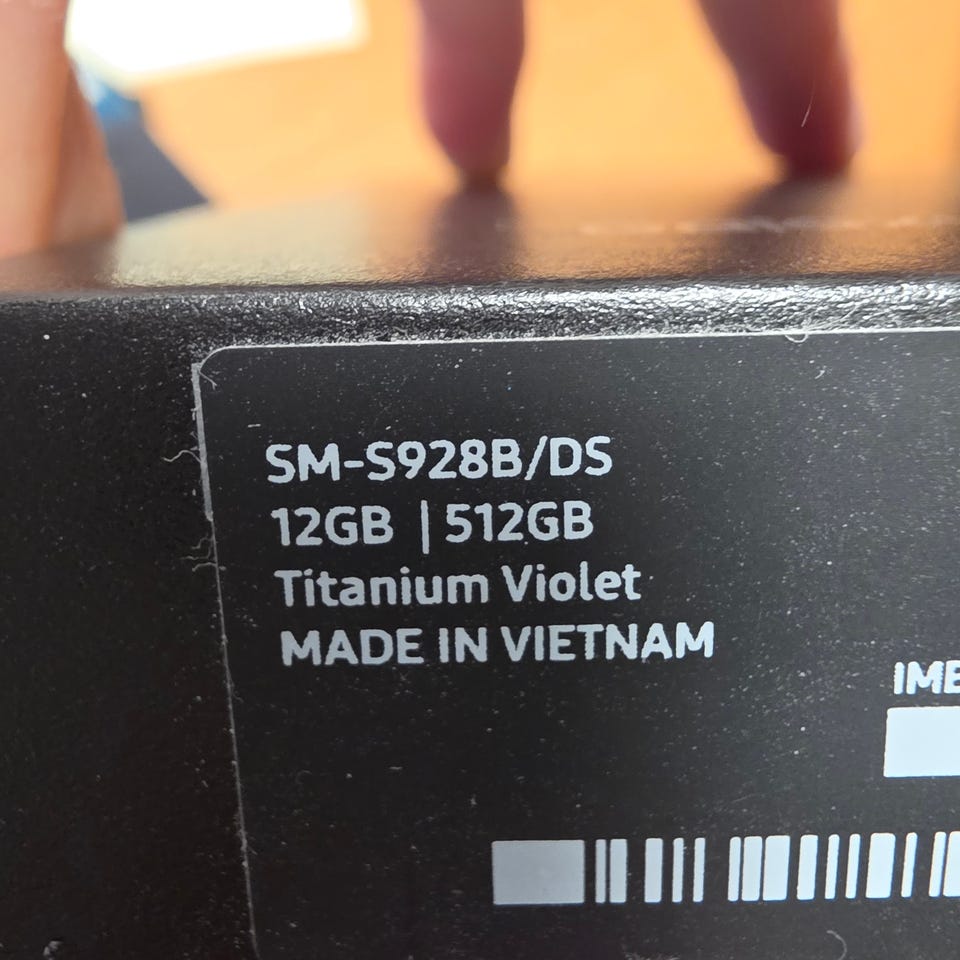 SM-S928B/DS
12GB | 512GB
Titanium Violet
MADE IN VIETNAM